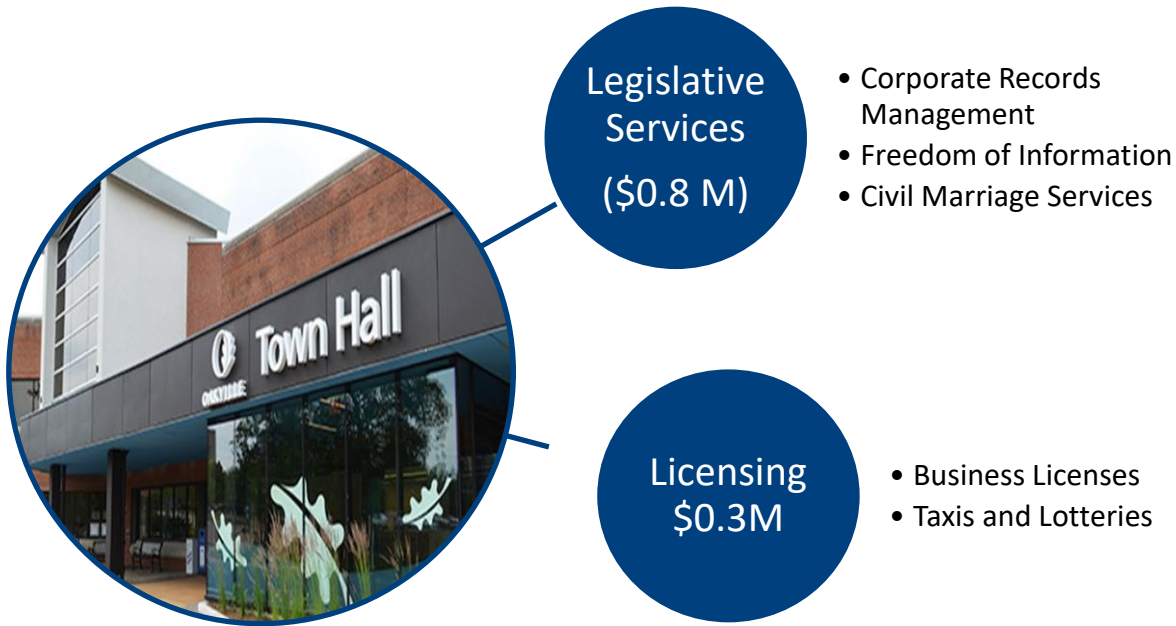 OAKVILLE
Town Hall
Legislative
Services
($0.8 M)
• Corporate Records
Management
• Freedom of Information
• Civil Marriage Services
Licensing
$0.3M
• Business Licenses
• Taxis and Lotteries